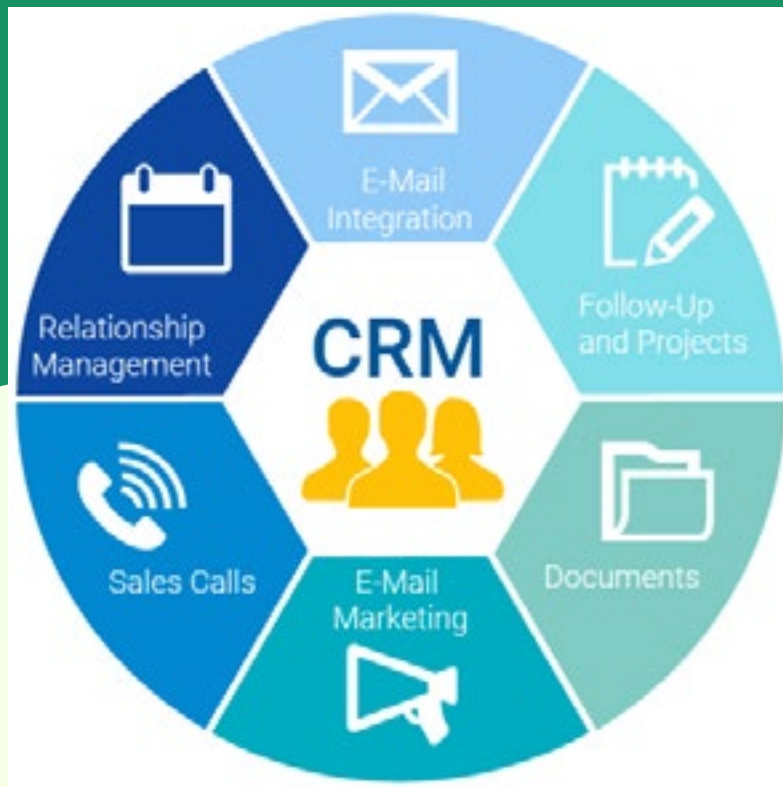 E-Mail
Integration
Follow-Up
and Projects
Documents
E-Mail
Marketing
Sales Calls
Relationship
Management
CRM